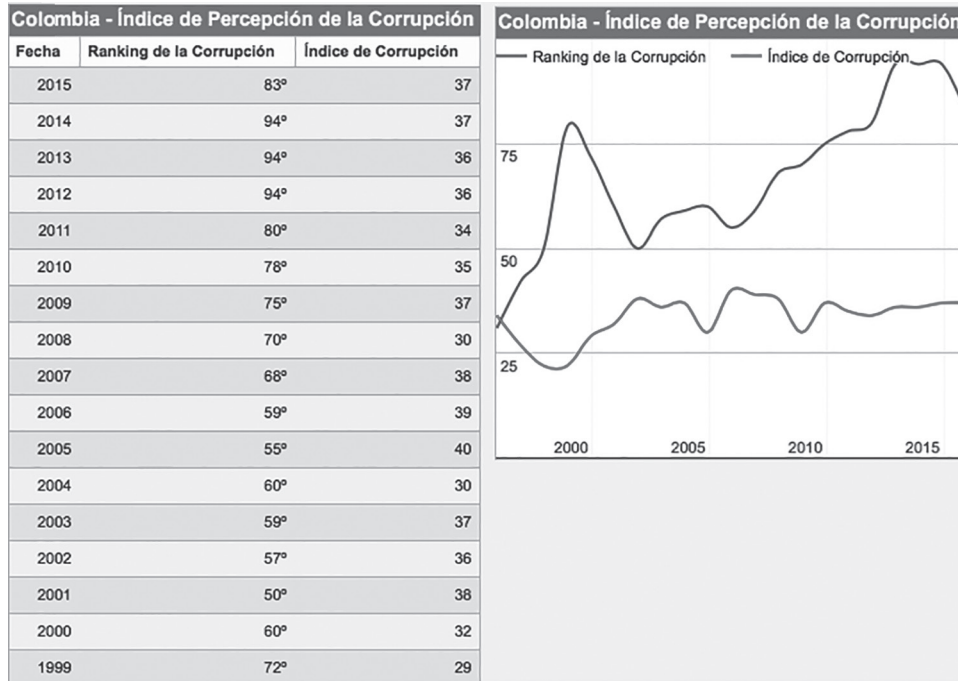 Colombia - Índice de Percepción de la Corrupción
Fecha Ranking de la Corrupción Índice de Corrupción
2015 83º 37
2014 94º 37
2013 94º 36
2012 94º 36
2011 80º 34
2010 78º 35
2009 75º 37
2008 70º 30
2007 68º 38
2006 59º 39
2005 55º 40
2004 60º 30
2003 59º 37
2002 57º 36
2001 50º 38
2000 60º 32
1999 72º 29
Colombia - Índice de Percepción de la Corrupción
Ranking de la Corrupción Índice de Corrupción
75
50
25
2000 2005 2010 2015